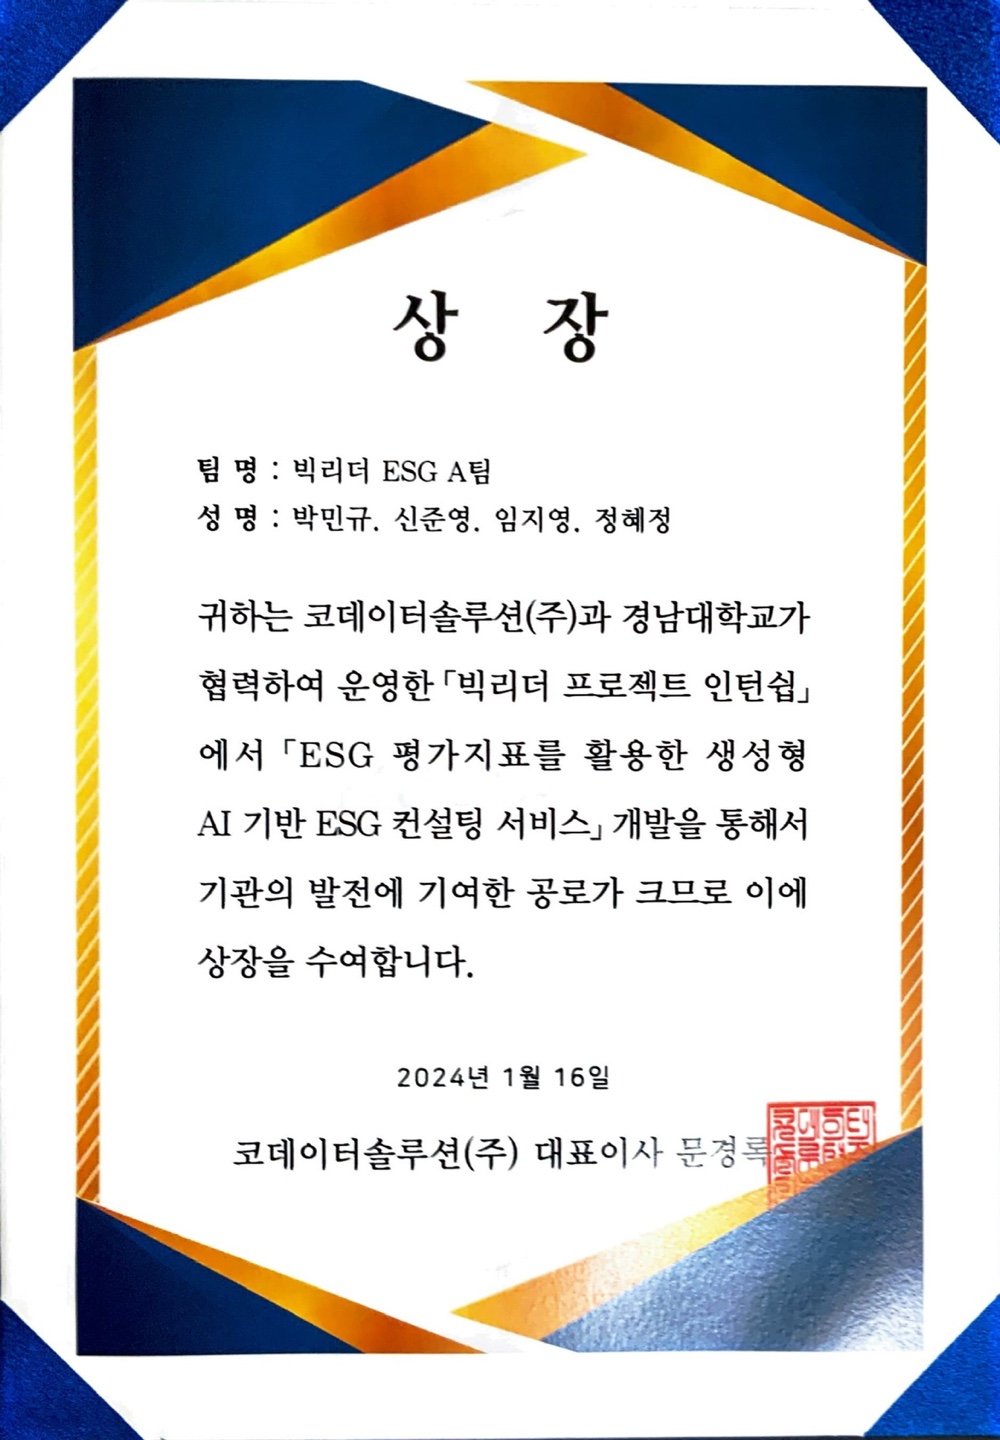 상 장
팀 명 : 빅리더 ESG A팀
성 명 : 박민규. 신준영. 임지영. 정혜정
귀하는 코데이터솔루션(주)과 경남대학교가
협력하여 운영한「빅리더 프로젝트 인턴쉽」
에서「ESG 평가지표를 활용한 생성형
AI 기반 ESG 컨설팅 서비스」개발을 통해서
기관의 발전에 기여한 공로가 크므로 이에
상장을 수여합니다.
2024년 1월 16일
코데이터솔루션(주) 대표이사 문경록